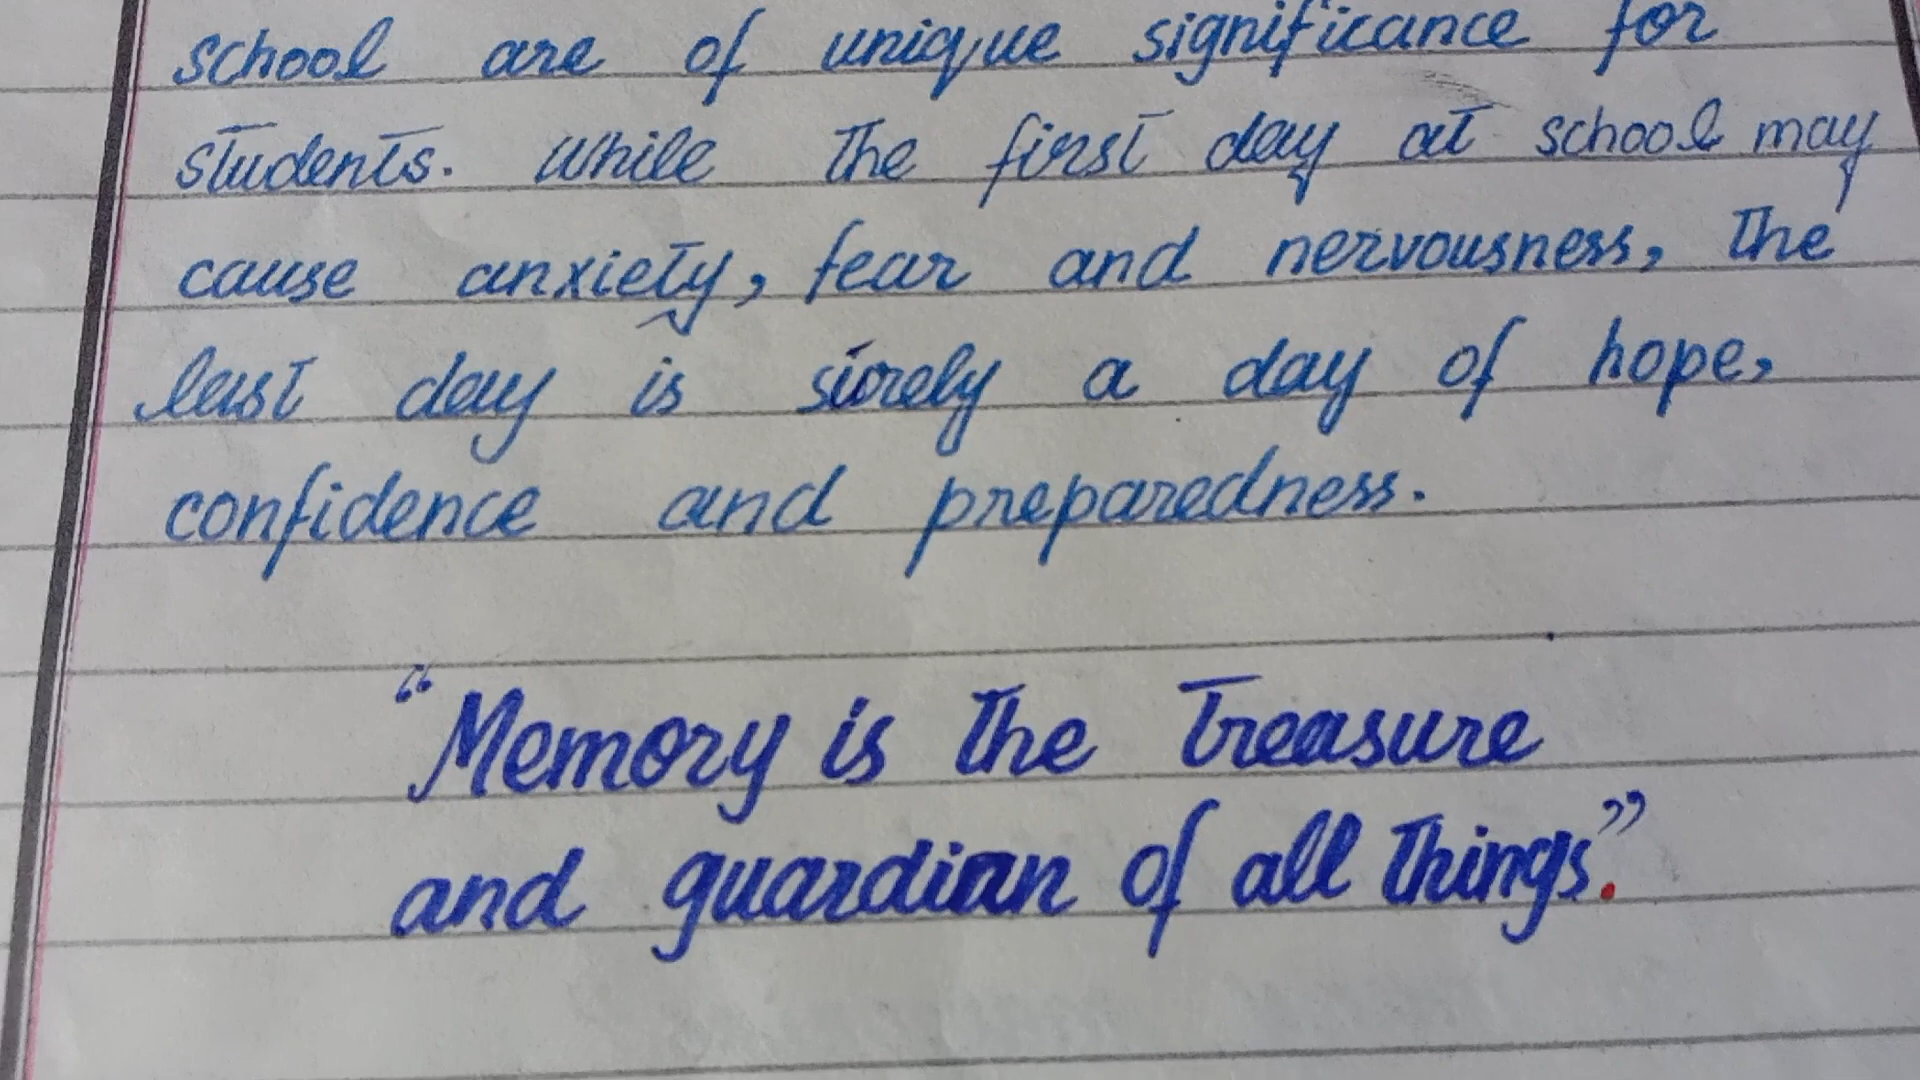 school are of unique significance for
students. While the first day at school may
cause anxiety, fear and nervousness, the
last day is surely a day of hope,
confidence and preparedness.
"Memory is the treasure
and guardian of all things."